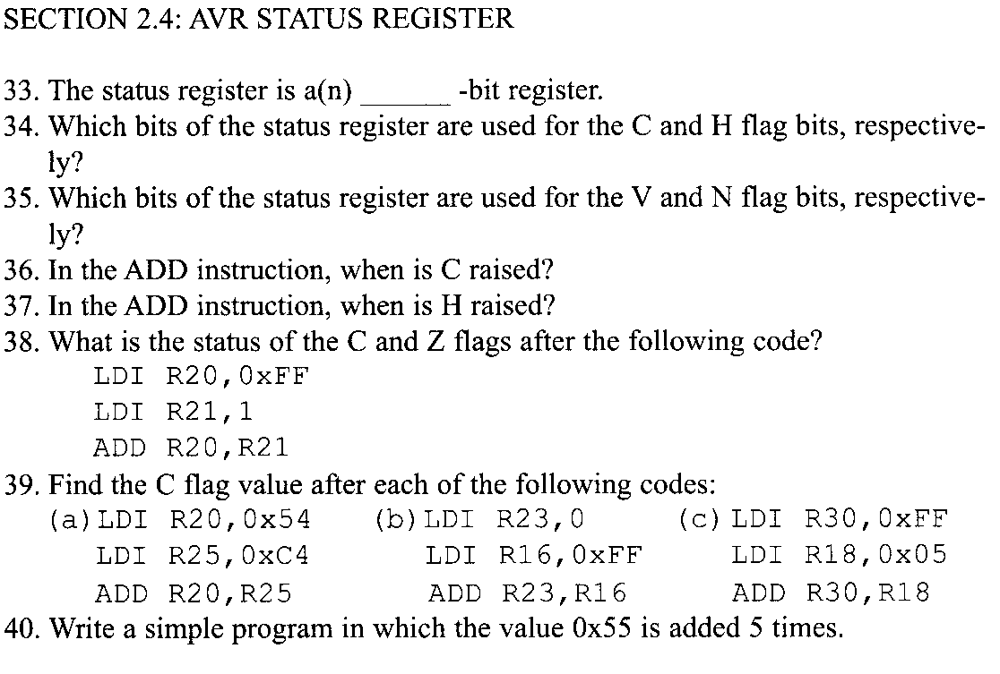 SECTION 2.4: AVR STATUS REGISTER
33. The status register is a(n) ______ -bit register.
34. Which bits of the status register are used for the C and H flag bits, respective-
ly?
35. Which bits of the status register are used for the V and N flag bits, respective-
ly?
36. In the ADD instruction, when is C raised?
37. In the ADD instruction, when is H raised?
38. What is the status of the C and Z flags after the following code?
LDI R20,0xFF
LDI R21,1
ADD R20,R21
39. Find the C flag value after each of the following codes:
(a) LDI R20,0x54 (b) LDI R23,0 (c) LDI R30,0xFF
LDI R25,0xC4 LDI R16,0xFF LDI R18,0x05
ADD R20,R25 ADD R23,R16 ADD R30,R18
40. Write a simple program in which the value 0x55 is added 5 times.